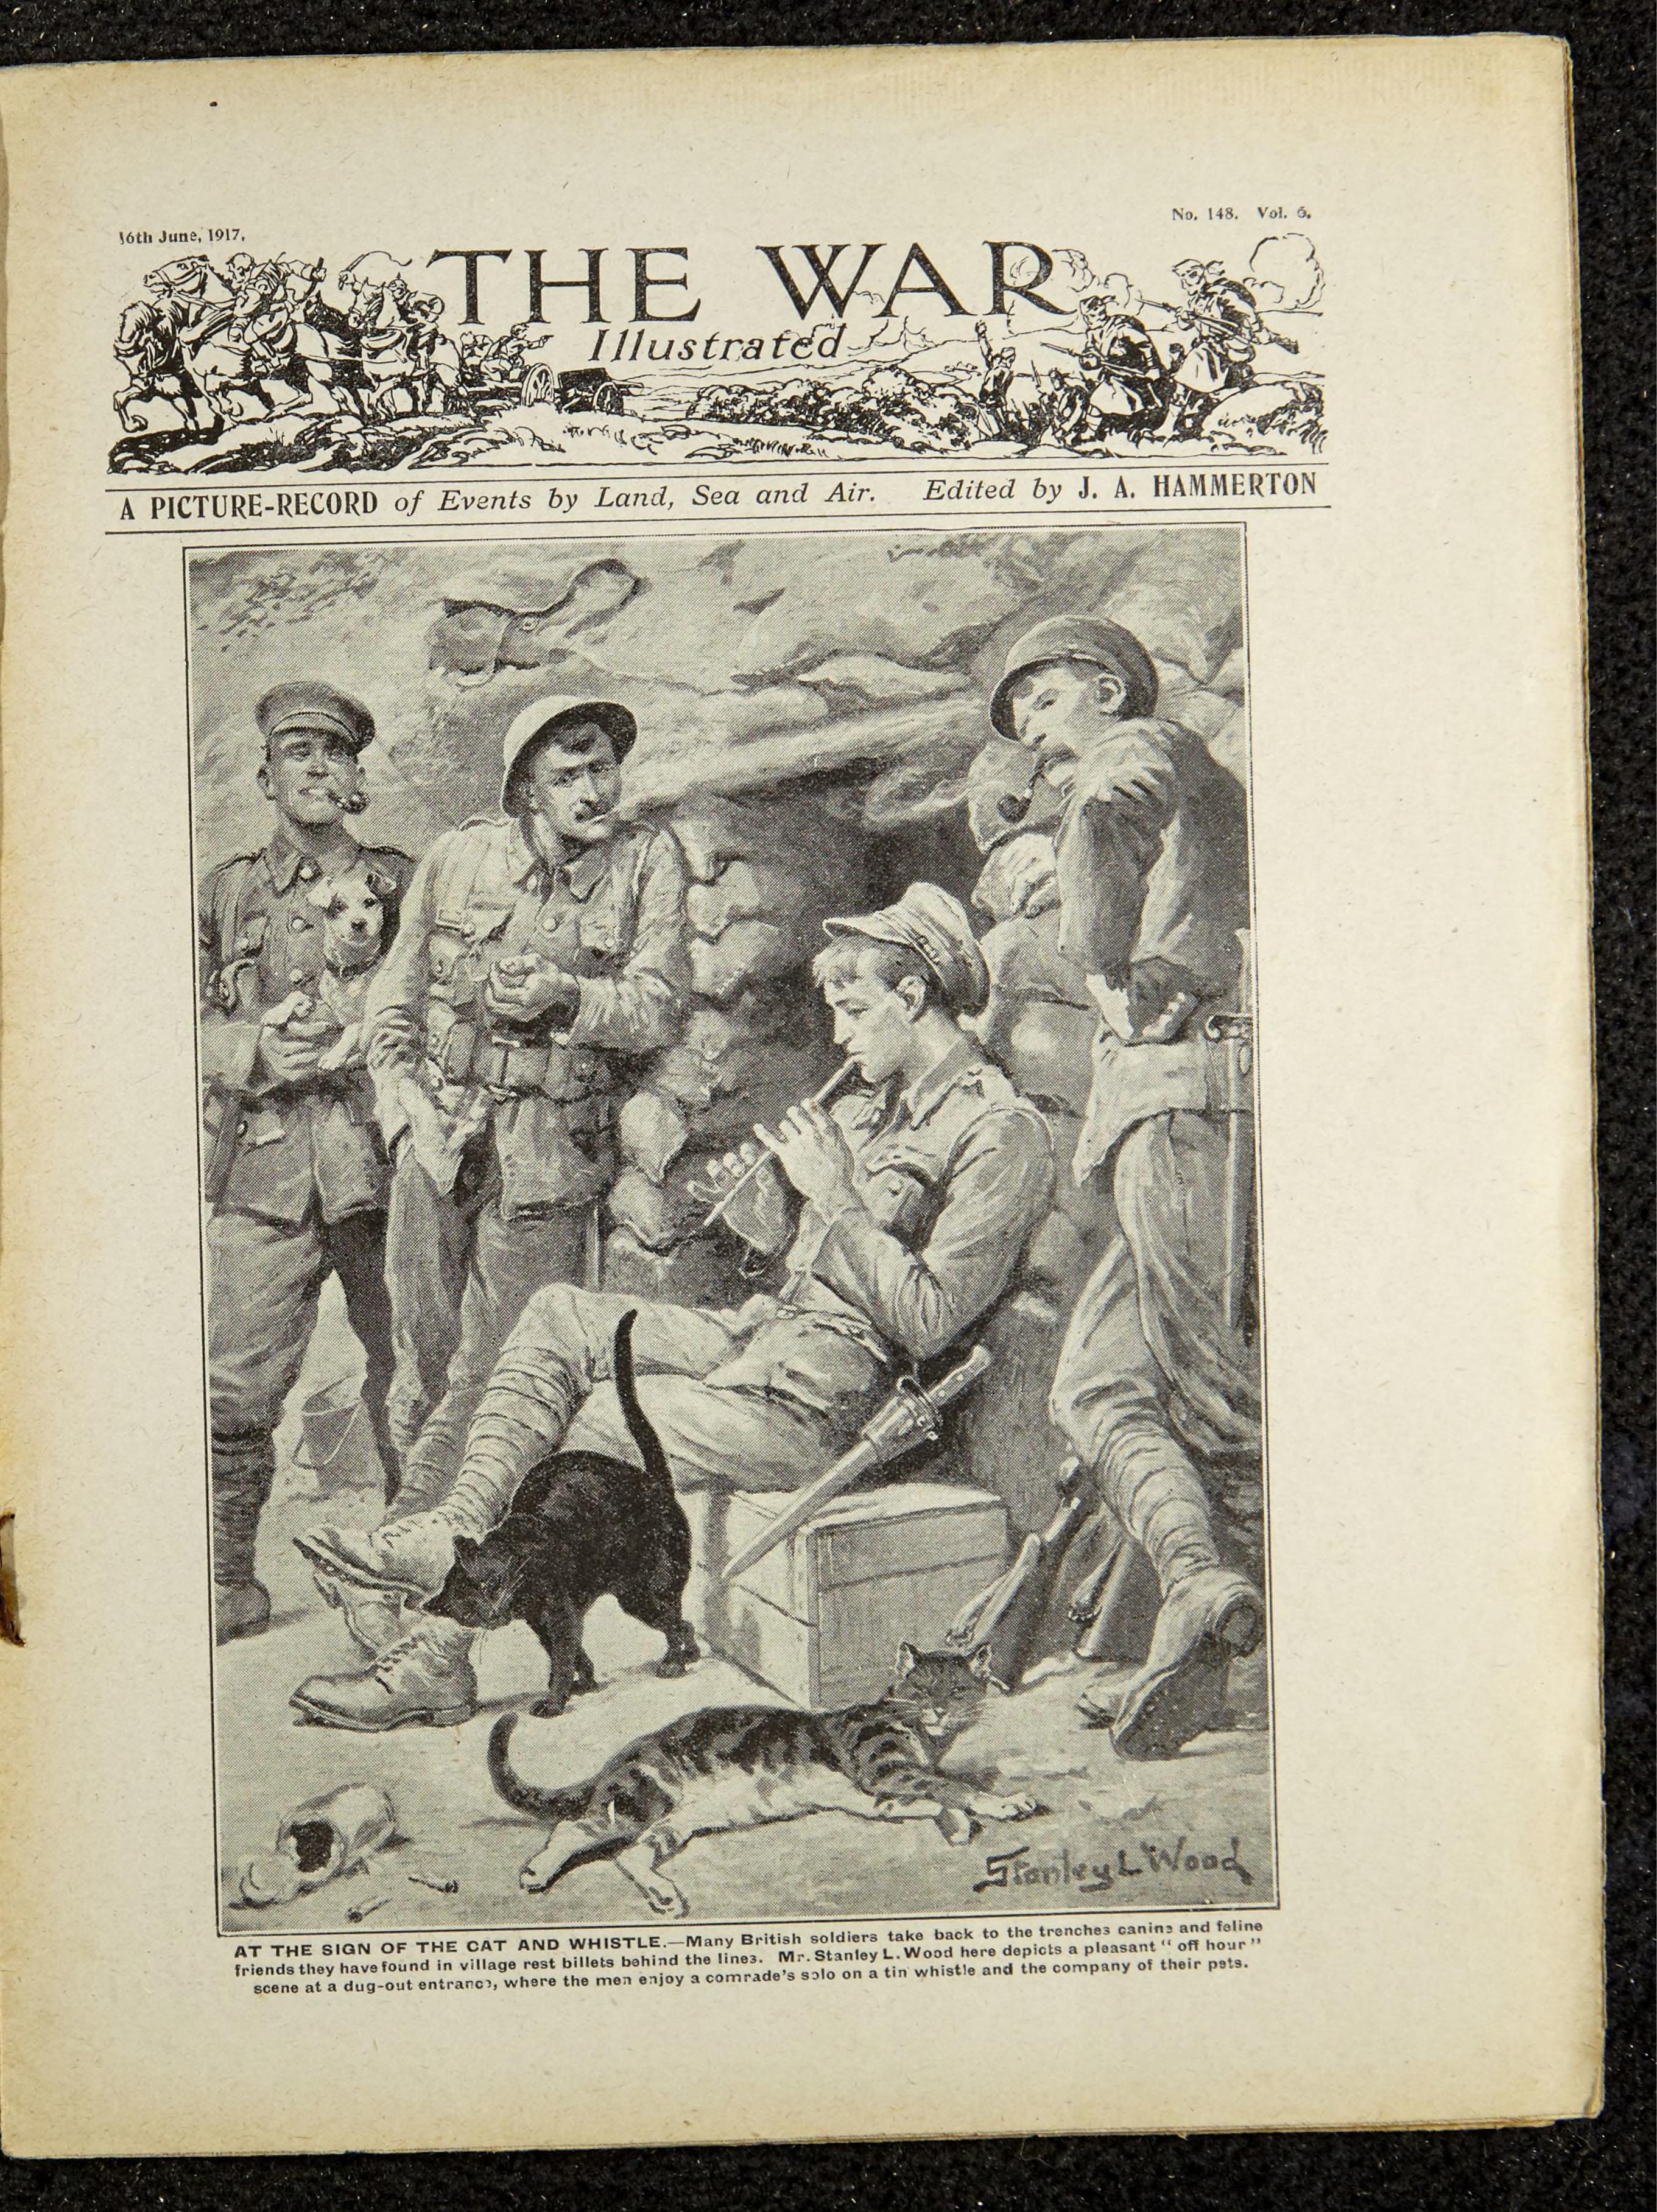 16th June, 1917.
No. 148. Vol. 6.
THE WAR
Illustrated
A PICTURE-RECORD of Events by Land, Sea and Air. Edited by J. A. HAMMERTON
Stanley L Wood
AT THE SIGN OF THE CAT AND WHISTLE.—Many British soldiers take back to the trenches canine and feline
friends they have found in village rest billets behind the lines. Mr. Stanley L. Wood here depicts a pleasant “ off hour ”
scene at a dug-out entrance, where the men enjoy a comrade’s solo on a tin whistle and the company of their pets.